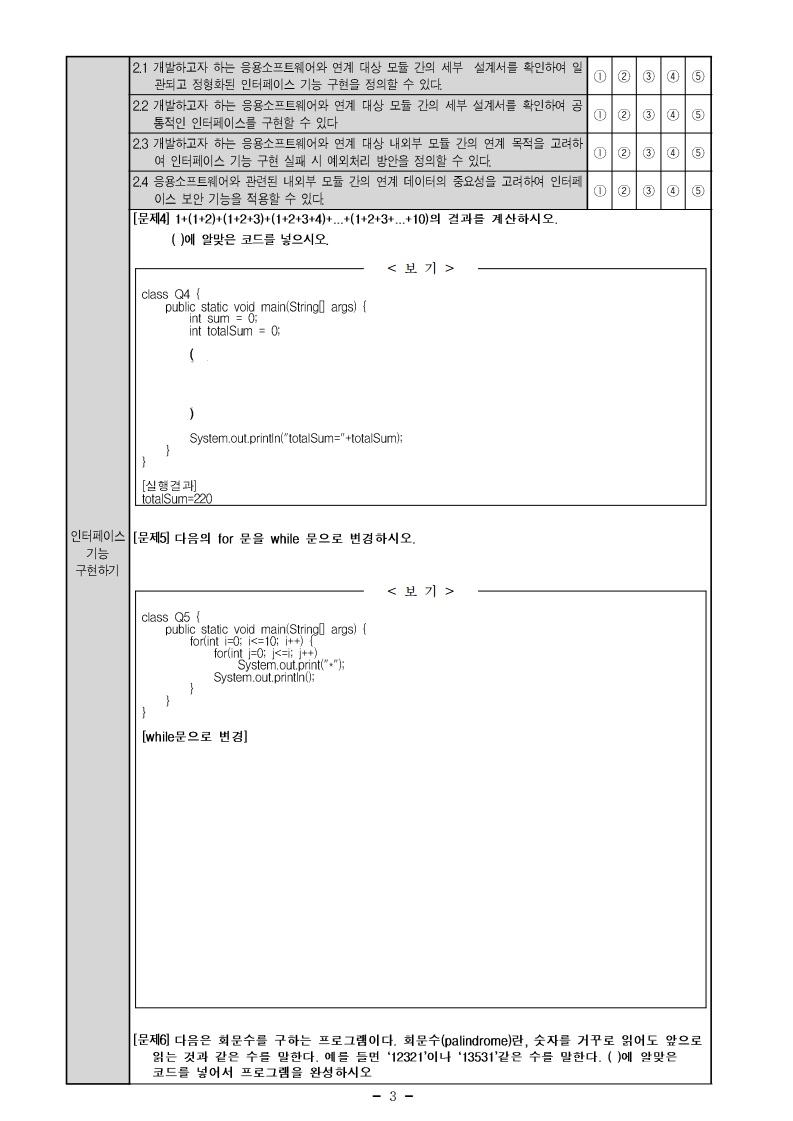 2.1 개발하고자 하는 응용소프트웨어와 연계 대상 모듈 간의 세부 설계서를 확인하여 일
관되고 정형화된 인터페이스 기능 구현을 정의할 수 있다. ① ② ③ ④ ⑤
2.2 개발하고자 하는 응용소프트웨어와 연계 대상 모듈 간의 세부 설계서를 확인하여 공
통적인 인터페이스를 구현할 수 있다 ① ② ③ ④ ⑤
2.3 개발하고자 하는 응용소프트웨어와 연계 대상 내외부 모듈 간의 연계 목적을 고려하
여 인터페이스 기능 구현 실패 시 예외처리 방안을 정의할 수 있다. ① ② ③ ④ ⑤
2.4 응용소프트웨어와 관련된 내외부 모듈 간의 연계 데이터의 중요성을 고려하여 인터페
이스 보안 기능을 적용할 수 있다. ① ② ③ ④ ⑤
인터페이스
기능
구현하기
[문제4] 1+(1+2)+(1+2+3)+(1+2+3+4)+...+(1+2+3+...+10)의 결과를 계산하시오.
( )에 알맞은 코드를 넣으시오.
< 보 기 >
class Q4 {
public static void main(String[] args) {
int sum = 0;
int totalSum = 0;
(
)
System.out.println("totalSum="+totalSum);
}
}
[실행결과]
totalSum=220
[문제5] 다음의 for 문을 while 문으로 변경하시오.
< 보 기 >
class Q5 {
public static void main(String[] args) {
for(int i=0; i<=10; i++) {
for(int j=0; j<=i; j++)
System.out.print("*");
System.out.println();
}
}
}
[while문으로 변경]
[문제6] 다음은 회문수를 구하는 프로그램이다. 회문수(palindrome)란, 숫자를 거꾸로 읽어도 앞으로
읽는 것과 같은 수를 말한다. 예를 들면 '12321'이나 '13531'같은 수를 말한다. ( )에 알맞은
코드를 넣어서 프로그램을 완성하시오
- 3 -